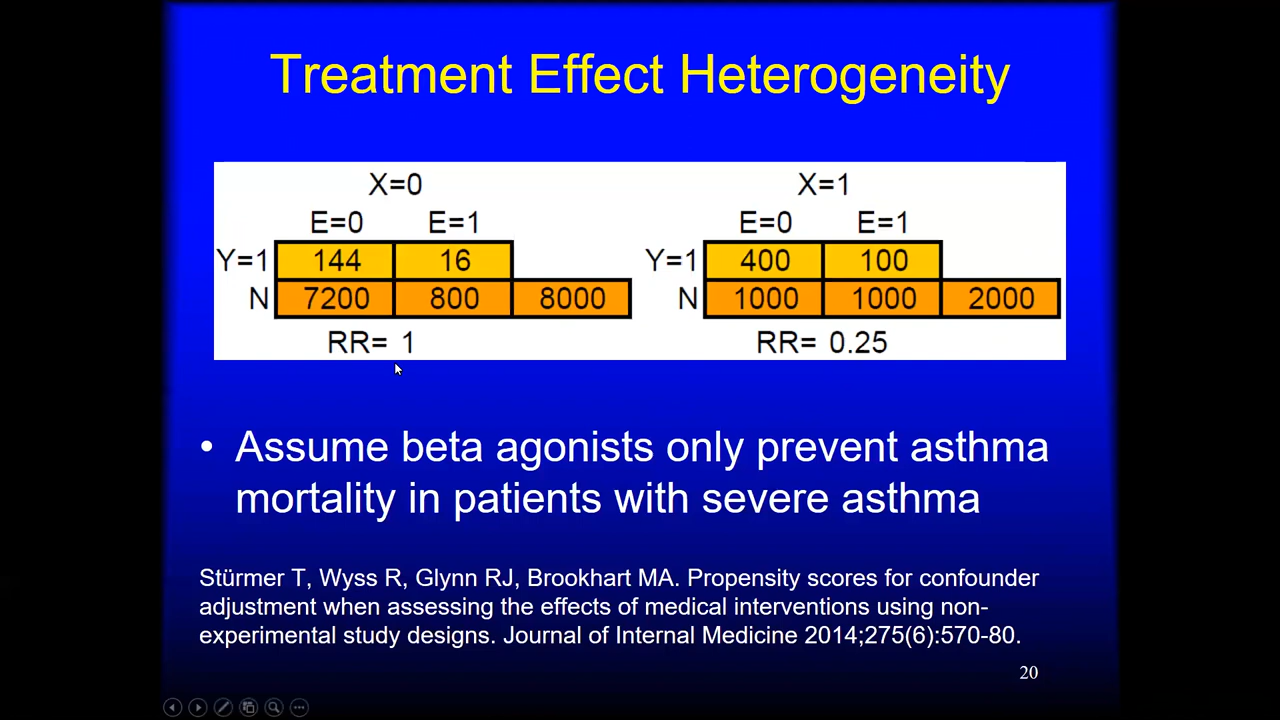 Treatment Effect Heterogeneity
X=0 X=1
E=0 E=1 E=0 E=1
Y=1 144 16 Y=1 400 100
N 7200 800 8000 N 1000 1000 2000
RR= 1 RR= 0.25
• Assume beta agonists only prevent asthma
mortality in patients with severe asthma
Stürmer T, Wyss R, Glynn RJ, Brookhart MA. Propensity scores for confounder
adjustment when assessing the effects of medical interventions using non-
experimental study designs. Journal of Internal Medicine 2014;275(6):570-80.
20